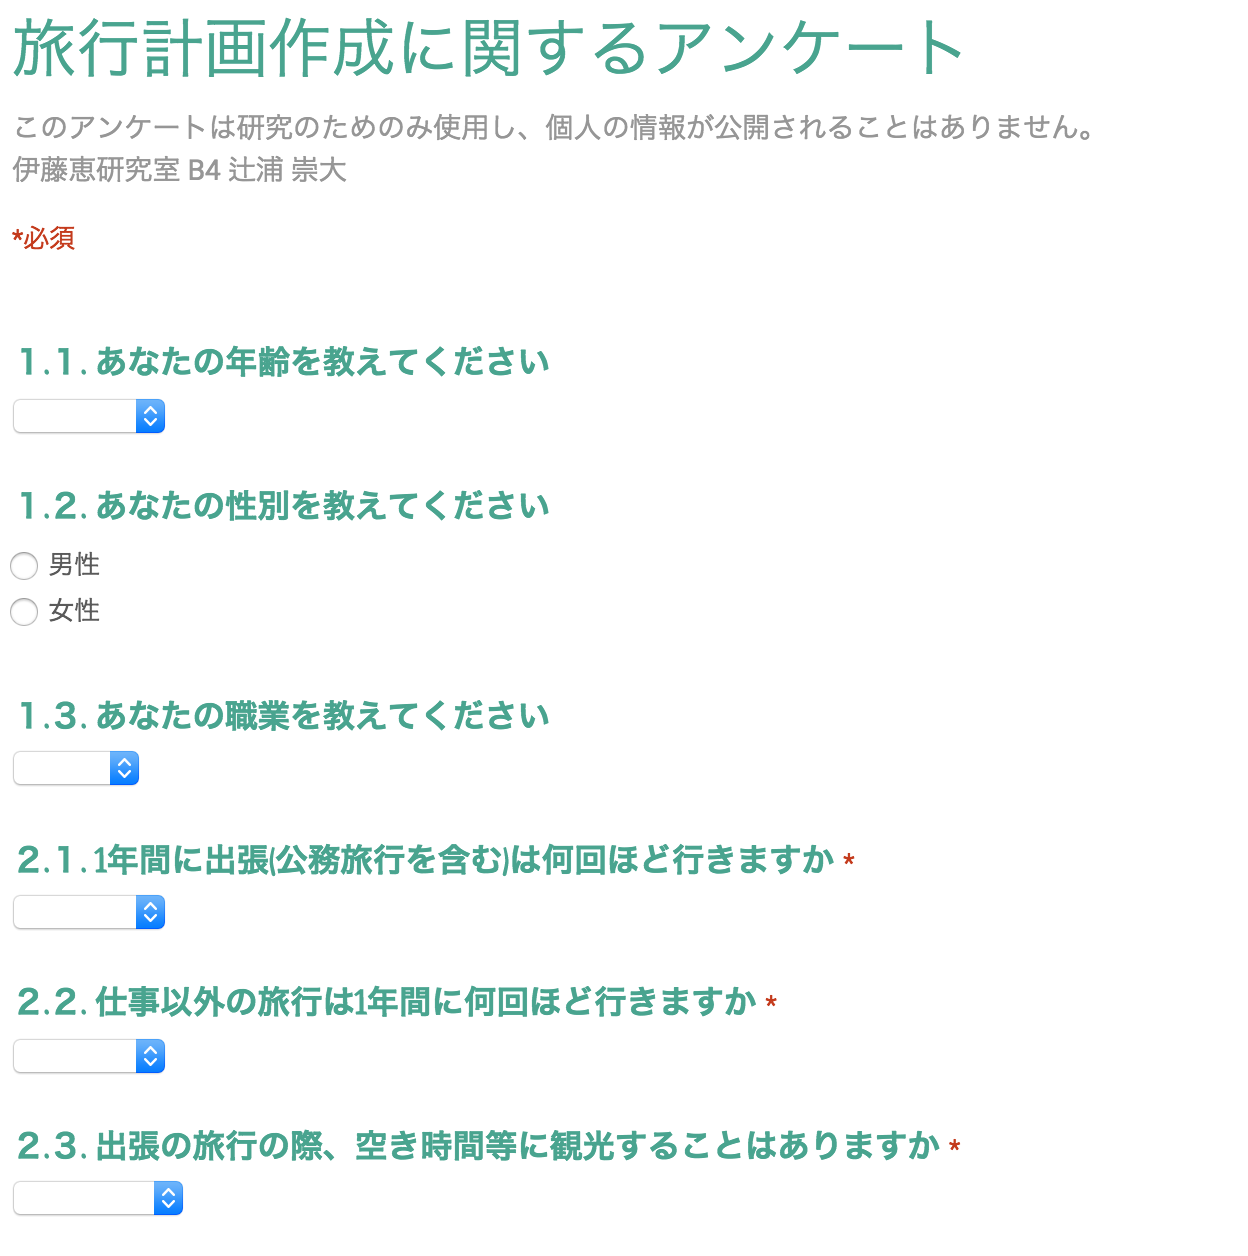 旅行計画作成に関するアンケート
このアンケートは研究のためのみ使用し、個人の情報が公開されることはありません。
伊藤恵研究室 B4 辻浦 崇大
*必須
１.１. あなたの年齢を教えてください
１.２. あなたの性別を教えてください
男性
女性
１.３. あなたの職業を教えてください
２.１. 1年間に出張(公務旅行を含む)は何回ほど行きますか *
２.２. 仕事以外の旅行は1年間に何回ほど行きますか *
２.３. 出張の旅行の際、空き時間等に観光することはありますか *